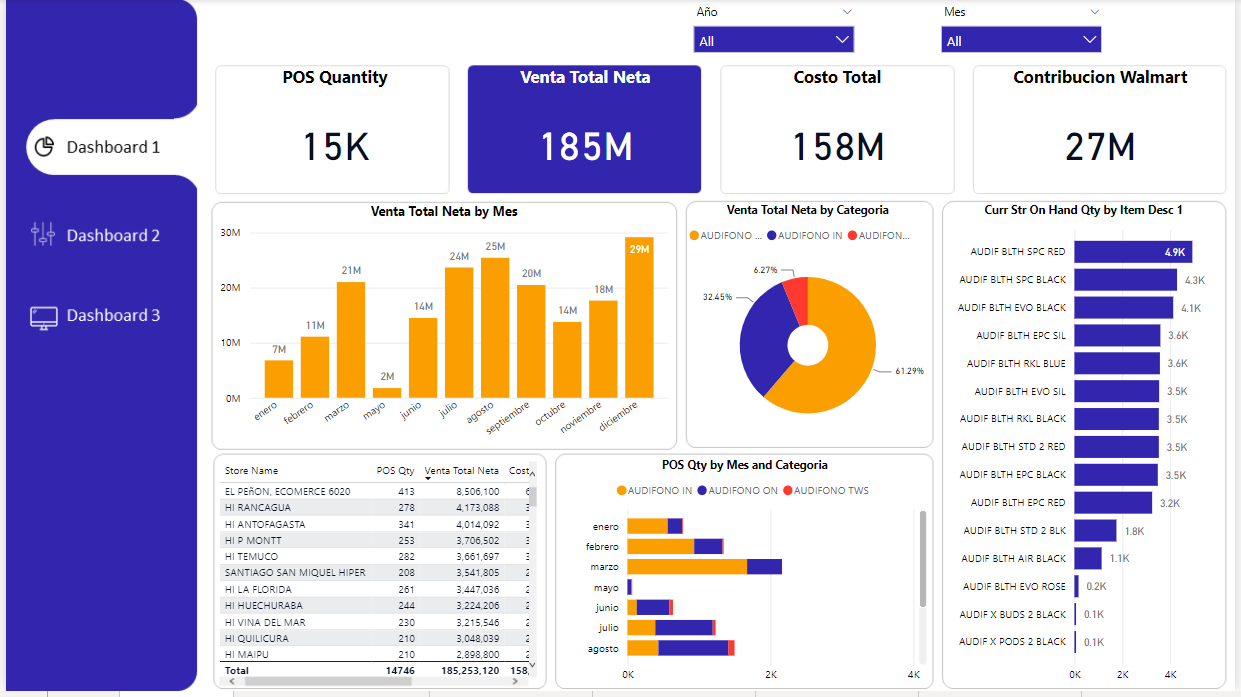 Año
Mes
All
All
Dashboard 1
Dashboard 2
Dashboard 3
POS Quantity
15K
Venta Total Neta
185M
Costo Total
158M
Contribucion Walmart
27M
Venta Total Neta by Mes
30M
20M
10M
0M
7M
11M
21M
2M
14M
24M
25M
20M
14M
18M
29M
enero
febrero
marzo
mayo
junio
julio
agosto
septiembre
octubre
noviembre
diciembre
Venta Total Neta by Categoria
AUDIFONO ... AUDIFONO IN AUDIFON...
6.27%
32.45%
61.29%
Curr Str On Hand Qty by Item Desc 1
AUDIF BLTH SPC RED 4.9K
AUDIF BLTH SPC BLACK 4.3K
AUDIF BLTH EVO BLACK 4.1K
AUDIF BLTH EPC SIL 3.6K
AUDIF BLTH RKL BLUE 3.6K
AUDIF BLTH EVO SIL 3.5K
AUDIF BLTH RKL BLACK 3.5K
AUDIF BLTH STD 2 RED 3.5K
AUDIF BLTH EPC BLACK 3.5K
AUDIF BLTH EPC RED 3.2K
AUDIF BLTH STD 2 BLK 1.8K
AUDIF BLTH AIR BLACK 1.1K
AUDIF BLTH EVO ROSE 0.2K
AUDIF X BUDS 2 BLACK 0.1K
AUDIF X PODS 2 BLACK 0.1K
0K 2K 4K
Store Name POS Qty Venta Total Neta Cost
EL PEñON, ECOMERCE 6020 413 8,506,100 6
HI RANCAGUA 278 4,173,088 3
HI ANTOFAGASTA 341 4,014,092 3
HI P MONTT 253 3,706,502 3
HI TEMUCO 282 3,661,697 3
SANTIAGO SAN MIQUEL HIPER 208 3,541,805 2
HI LA FLORIDA 261 3,447,036 3
HI HUECHURABA 244 3,224,206 2
HI VINA DEL MAR 230 3,215,546 2
HI QUILICURA 210 3,048,039 2
HI MAIPU 210 2,898,800 2
Total 14746 185,253,120 158,
POS Qty by Mes and Categoria
AUDIFONO IN AUDIFONO ON AUDIFONO TWS
enero
febrero
marzo
mayo
junio
julio
agosto
0K 2K 4K